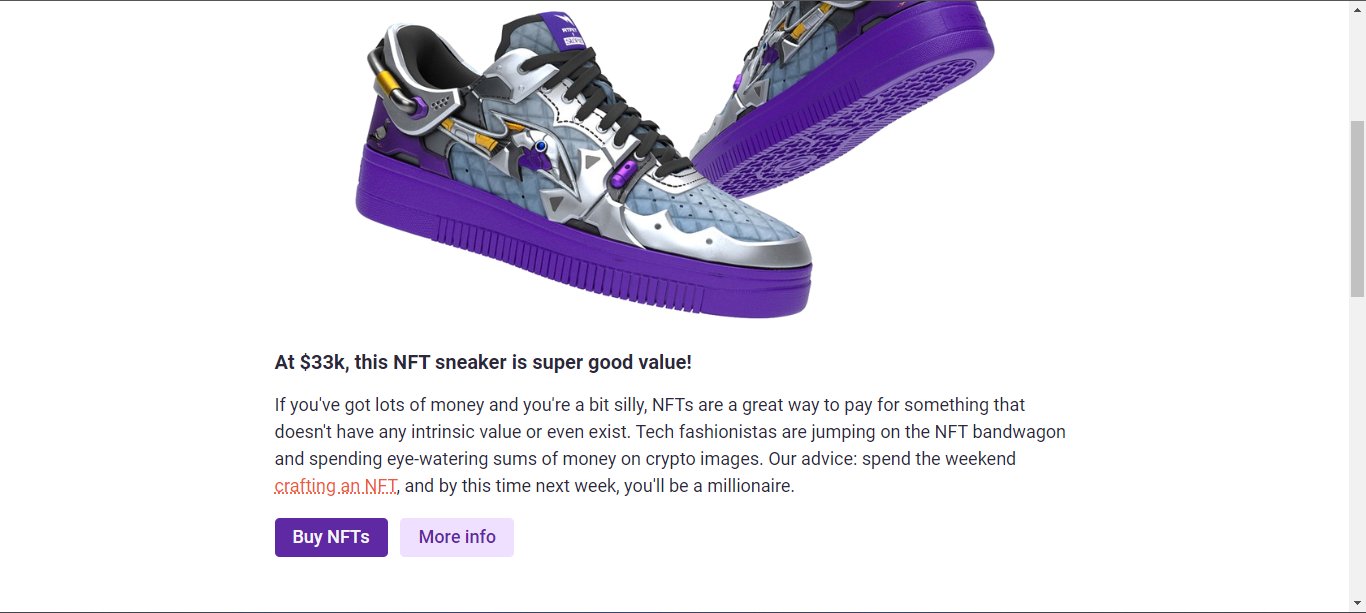 At $33k, this NFT sneaker is super good value!
If you've got lots of money and you're a bit silly, NFTs are a great way to pay for something that
doesn't have any intrinsic value or even exist. Tech fashionistas are jumping on the NFT bandwagon
and spending eye-watering sums of money on crypto images. Our advice: spend the weekend
crafting an NFT, and by this time next week, you'll be a millionaire.
Buy NFTs More info